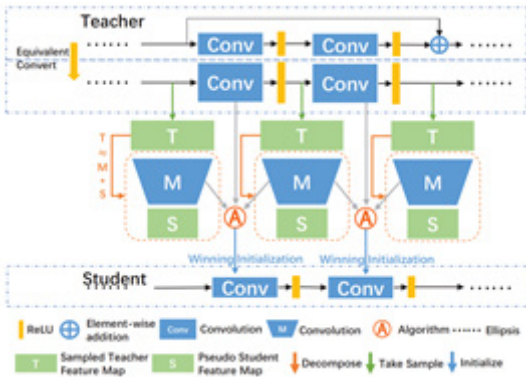 Teacher
Conv Conv
Equivalent
Convert
Conv Conv
T T T
T ≈ M * S
M M M
A A
S S S
Winning Initialization Winning Initialization
Student
Conv Conv
ReLU Element-wise addition Conv Convolution M Convolution A Algorithm Ellipsis
T Sampled Teacher Feature Map S Pseudo Student Feature Map Decompose Take Sample Initialize